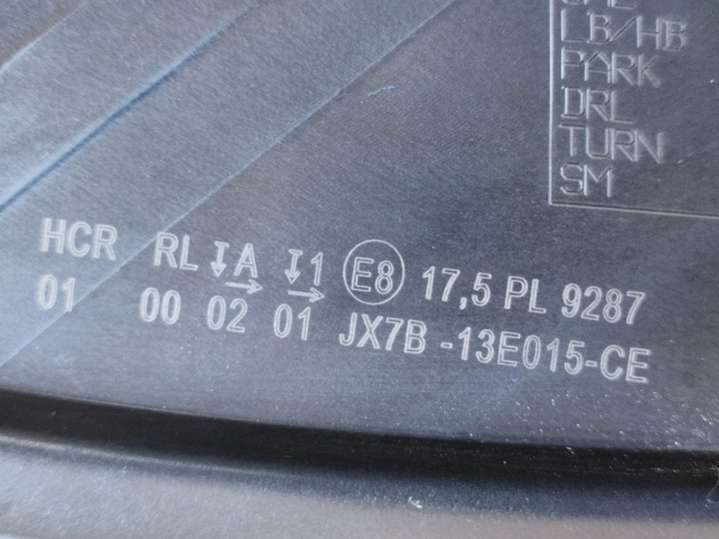 LB/HB
PARK
DRL
TURN
SM
HCR RL A 1 E8 17,5 PL 9287
01 00 02 01 JX7B -13E015-CE